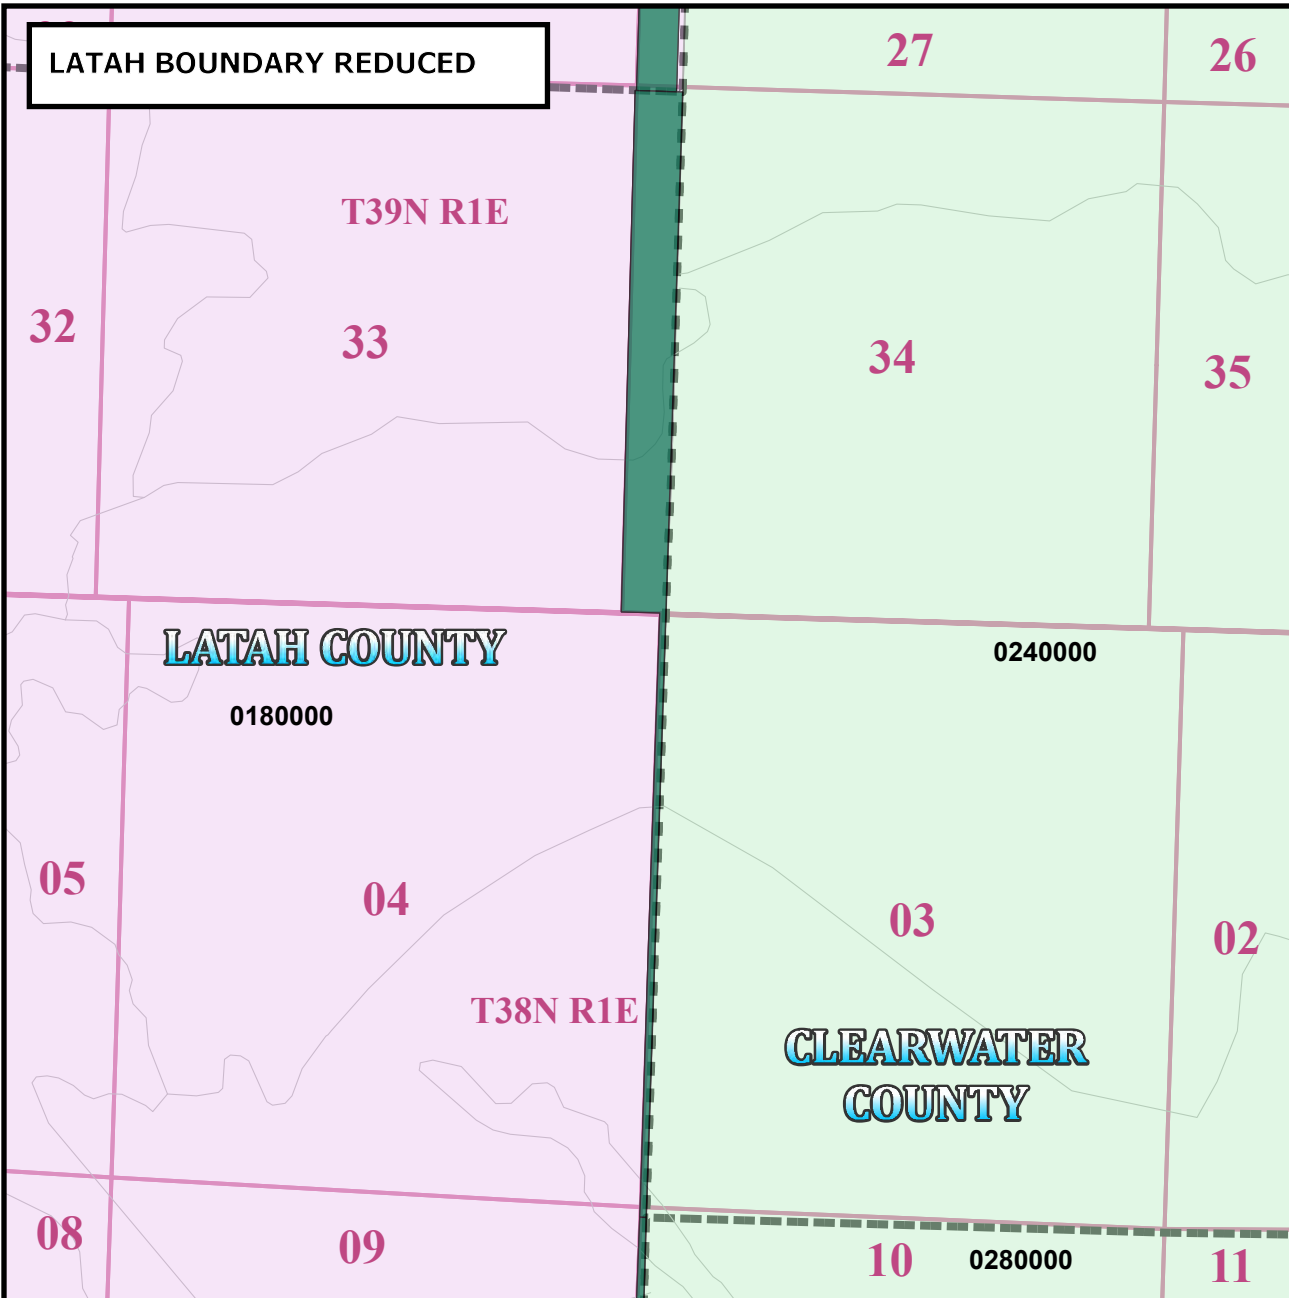 LATAH BOUNDARY REDUCED
27
26
T39N R1E
32
33
34
35
LATAH COUNTY
0240000
0180000
05
04
03
02
T38N R1E
CLEARWATER
COUNTY
08
09
10
0280000
11